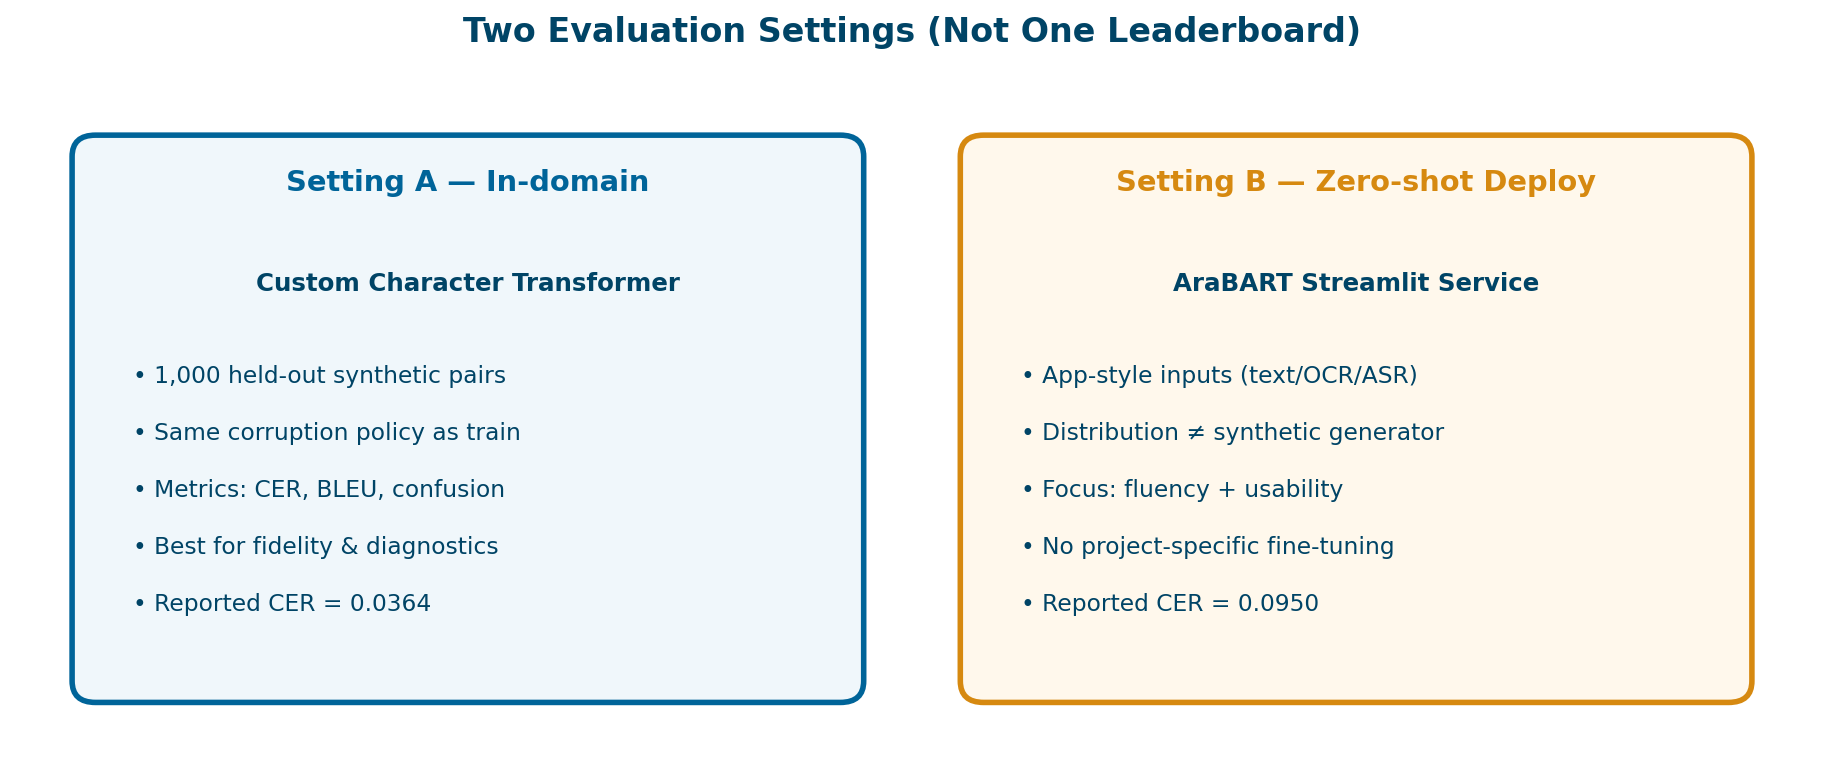 Two Evaluation Settings (Not One Leaderboard)
Setting A — In-domain
Custom Character Transformer
• 1,000 held-out synthetic pairs
• Same corruption policy as train
• Metrics: CER, BLEU, confusion
• Best for fidelity & diagnostics
• Reported CER = 0.0364
Setting B — Zero-shot Deploy
AraBART Streamlit Service
• App-style inputs (text/OCR/ASR)
• Distribution ≠ synthetic generator
• Focus: fluency + usability
• No project-specific fine-tuning
• Reported CER = 0.0950